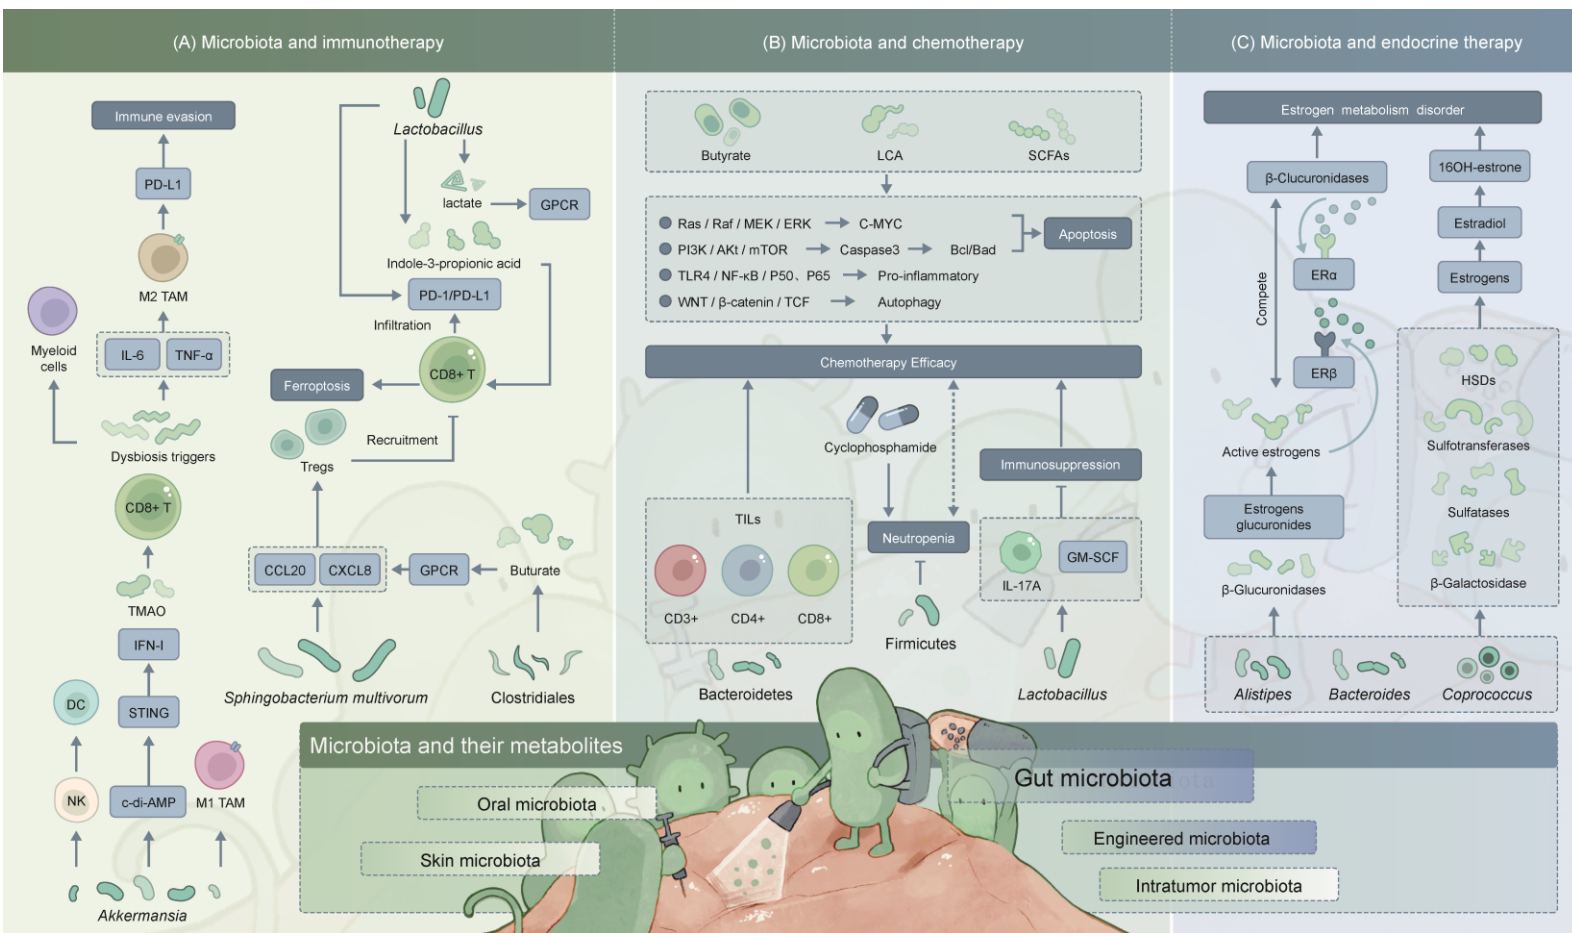 (A) Microbiota and immunotherapy
Immune evasion
PD-L1
M2 TAM
Myeloid
cells
IL-6
TNF-α
Dysbiosis triggers
CD8+ T
TMAO
IFN-I
DC
STING
NK
c-di-AMP
M1 TAM
Akkermansia
Lactobacillus
lactate
GPCR
Indole-3-propionic acid
PD-1/PD-L1
Infiltration
CD8+ T
Ferroptosis
Recruitment
Tregs
CCL20
CXCL8
GPCR
Buturate
Sphingobacterium multivorum
Clostridiales
(B) Microbiota and chemotherapy
Butyrate
LCA
SCFAs
Ras / Raf / MEK / ERK
C-MYC
PI3K / AKt / mTOR
Caspase3
Bcl/Bad
Apoptosis
TLR4 / NF-κB / P50、P65
Pro-inflammatory
WNT / β-catenin / TCF
Autophagy
Chemotherapy Efficacy
Cyclophosphamide
Immunosuppression
TILs
CD3+
CD4+
CD8+
Neutropenia
IL-17A
GM-SCF
Firmicutes
Bacteroidetes
Lactobacillus
(C) Microbiota and endocrine therapy
Estrogen metabolism disorder
β-Clucuronidases
16OH-estrone
Estradiol
ERα
Estrogens
Compete
ERβ
HSDs
Active estrogens
Sulfotransferases
Estrogens
glucuronides
Sulfatases
β-Glucuronidases
β-Galactosidase
Alistipes
Bacteroides
Coprococcus
Microbiota and their metabolites
Oral microbiota
Skin microbiota
Gut microbiota
Engineered microbiota
Intratumor microbiota